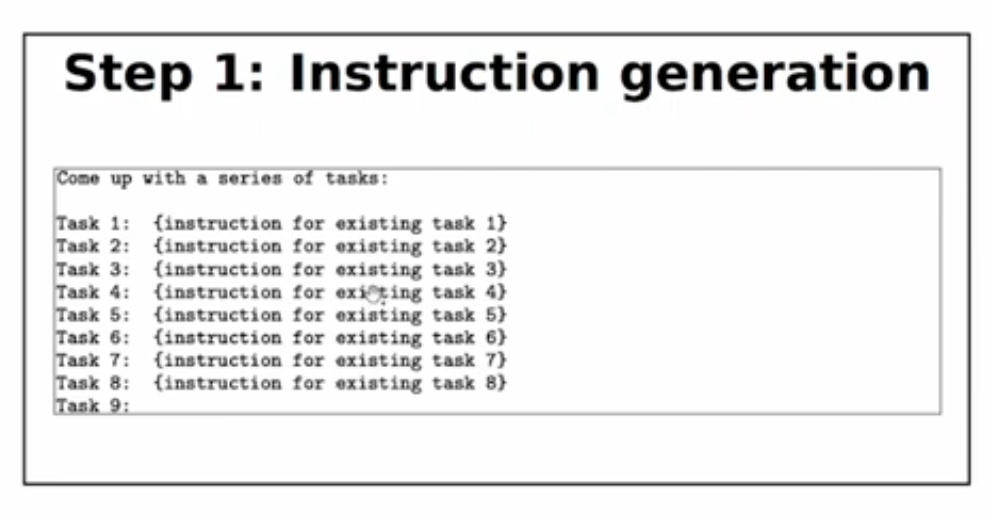 Step 1: Instruction generation
Come up with a series of tasks:
Task 1: {instruction for existing task 1}
Task 2: {instruction for existing task 2}
Task 3: {instruction for existing task 3}
Task 4: {instruction for existing task 4}
Task 5: {instruction for existing task 5}
Task 6: {instruction for existing task 6}
Task 7: {instruction for existing task 7}
Task 8: {instruction for existing task 8}
Task 9: